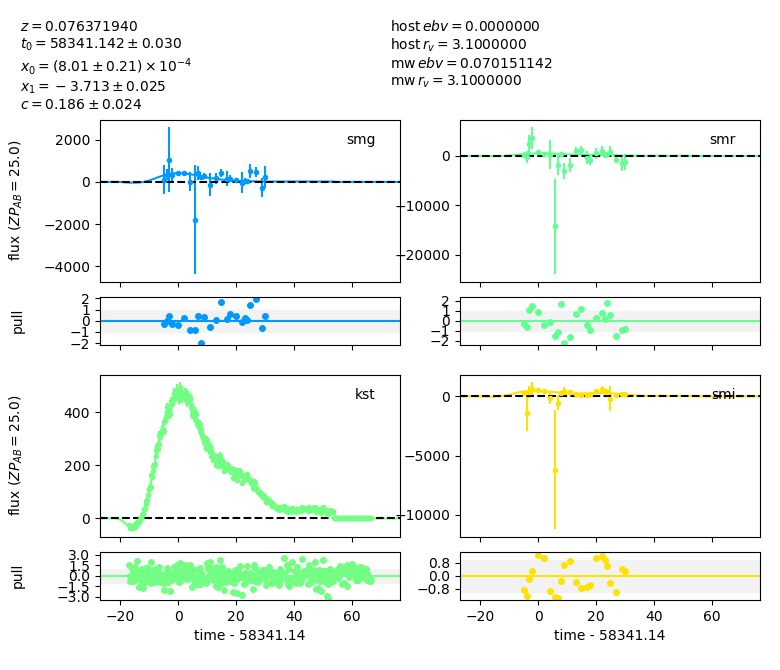 z = 0.076371940
t₀ = 58341.142 ± 0.030
x₀ = (8.01 ± 0.21) × 10⁻⁴
x₁ = −3.713 ± 0.025
c = 0.186 ± 0.024
host ebv = 0.0000000
host rᵥ = 3.1000000
mw ebv = 0.070151142
mw rᵥ = 3.1000000
smg
2000
0
−2000
−4000
flux (ZP_AB = 25.0)
smr
0
−10000
−20000
2
1
0
−1
−2
pull
2
1
0
−1
−2
kst
400
200
0
flux (ZP_AB = 25.0)
smi
0
−5000
−10000
3.0
1.5
0.0
−1.5
−3.0
pull
−20 0 20 40 60
time - 58341.14
0.8
0.0
−0.8
−20 0 20 40 60
time - 58341.14